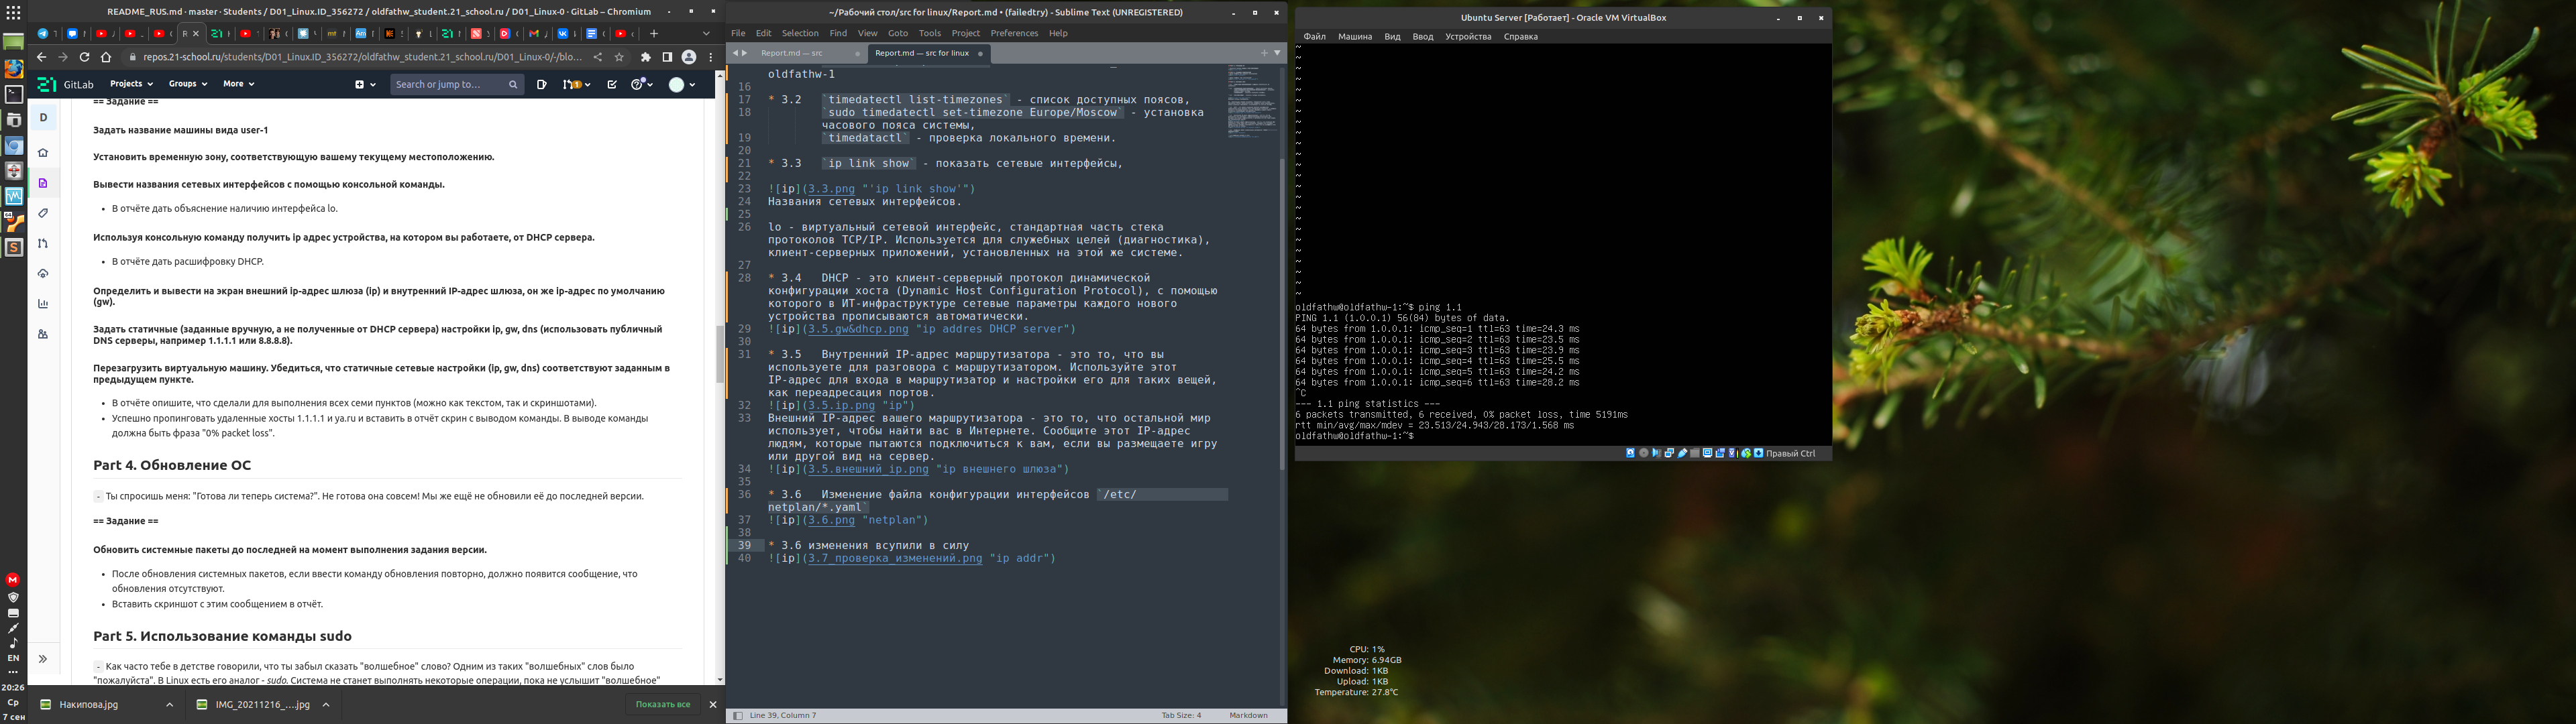 README_RUS.md · master · Students / D01_Linux.ID_356272 / oldfathw_student.21_school.ru / D01_Linux-0 · GitLab – Chromium
repos.21-school.ru/students/D01_Linux.ID_356272/oldfathw_student.21_school.ru/D01_Linux-0/-/blo...
GitLab
Projects
Groups
More
Search or jump to...
1
D
== Задание ==
Задать название машины вида user-1
Установить временную зону, соответствующую вашему текущему местоположению.
Вывести названия сетевых интерфейсов с помощью консольной команды.
• В отчёте дать объяснение наличию интерфейса lo.
Используя консольную команду получить ip адрес устройства, на котором вы работаете, от DHCP сервера.
• В отчёте дать расшифровку DHCP.
Определить и вывести на экран внешний ip-адрес шлюза (ip) и внутренний IP-адрес шлюза, он же ip-адрес по умолчанию
(gw).
Задать статичные (заданные вручную, а не полученные от DHCP сервера) настройки ip, gw, dns (использовать публичный
DNS серверы, например 1.1.1.1 или 8.8.8.8).
Перезагрузить виртуальную машину. Убедиться, что статичные сетевые настройки (ip, gw, dns) соответствуют заданным в
предыдущем пункте.
• В отчёте опишите, что сделали для выполнения всех семи пунктов (можно как текстом, так и скриншотами).
• Успешно пропинговать удаленные хосты 1.1.1.1 и ya.ru и вставить в отчёт скрин с выводом команды. В выводе команды
должна быть фраза "0% packet loss".
Part 4. Обновление ОС
- Ты спросишь меня: "Готова ли теперь система?". Не готова она совсем! Мы же ещё не обновили её до последней версии.
== Задание ==
Обновить системные пакеты до последней на момент выполнения задания версии.
• После обновления системных пакетов, если ввести команду обновления повторно, должно появится сообщение, что
обновления отсутствуют.
• Вставить скриншот с этим сообщением в отчёт.
Part 5. Использование команды sudo
- Как часто тебе в детстве говорили, что ты забыл сказать "волшебное" слово? Одним из таких "волшебных" слов было
"пожалуйста". В Linux есть его аналог - sudo. Система не станет выполнять некоторые операции, пока не услышит "волшебное"
EN
20:26
Ср
7 сен
Накипова.jpg
IMG_20211216_....jpg
Показать все
~/Рабочий стол/src for linux/Report.md • (failedtry) - Sublime Text (UNREGISTERED)
File Edit Selection Find View Goto Tools Project Preferences Help
Report.md — src
Report.md — src for linux
oldfathw-1
16
17 * 3.2 `timedatectl list-timezones` - список доступных поясов,
18 `sudo timedatectl set-timezone Europe/Moscow` - установка
часового пояса системы,
19 `timedatactl` - проверка локального времени.
20
21 * 3.3 `ip link show` - показать сетевые интерфейсы,
22
23 ![ip](3.3.png "'ip link show'")
24 Названия сетевых интерфейсов.
25
26 lo - виртуальный сетевой интерфейс, стандартная часть стека
протоколов TCP/IP. Используется для служебных целей (диагностика),
клиент-серверных приложений, установленных на этой же системе.
27
28 * 3.4 DHCP - это клиент-серверный протокол динамической
конфигурации хоста (Dynamic Host Configuration Protocol), с помощью
которого в ИТ-инфраструктуре сетевые параметры каждого нового
устройства прописываются автоматически.
29 ![ip](3.5.gw&dhcp.png "ip addres DHCP server")
30
31 * 3.5 Внутренний IP-адрес маршрутизатора - это то, что вы
используете для разговора с маршрутизатором. Используйте этот
IP-адрес для входа в маршрутизатор и настройки его для таких вещей,
как переадресация портов.
32 ![ip](3.5.ip.png "ip")
33 Внешний IP-адрес вашего маршрутизатора - это то, что остальной мир
использует, чтобы найти вас в Интернете. Сообщите этот IP-адрес
людям, которые пытаются подключиться к вам, если вы размещаете игру
или другой вид на сервер.
34 ![ip](3.5.внешний_ip.png "ip внешнего шлюза")
35
36 * 3.6 Изменение файла конфигурации интерфейсов `/etc/
netplan/*.yaml`
37 ![ip](3.6.png "netplan")
38
39 * 3.6 изменения всупили в силу
40 ![ip](3.7_проверка_изменений.png "ip addr")
Line 39, Column 7
Tab Size: 4
Markdown
Ubuntu Server [Работает] - Oracle VM VirtualBox
Файл Машина Вид Ввод Устройства Справка
oldfathw@oldfathw-1:~$ ping 1.1
PING 1.1 (1.0.0.1) 56(84) bytes of data.
64 bytes from 1.0.0.1: icmp_seq=1 ttl=63 time=24.3 ms
64 bytes from 1.0.0.1: icmp_seq=2 ttl=63 time=23.5 ms
64 bytes from 1.0.0.1: icmp_seq=3 ttl=63 time=23.9 ms
64 bytes from 1.0.0.1: icmp_seq=4 ttl=63 time=25.5 ms
64 bytes from 1.0.0.1: icmp_seq=5 ttl=63 time=24.2 ms
64 bytes from 1.0.0.1: icmp_seq=6 ttl=63 time=28.2 ms
^C
--- 1.1 ping statistics ---
6 packets transmitted, 6 received, 0% packet loss, time 5191ms
rtt min/avg/max/mdev = 23.513/24.943/28.173/1.568 ms
oldfathw@oldfathw-1:~$
Правый Ctrl
CPU: 1%
Memory: 6.94GB
Download: 1KB
Upload: 1KB
Temperature: 27.8°C